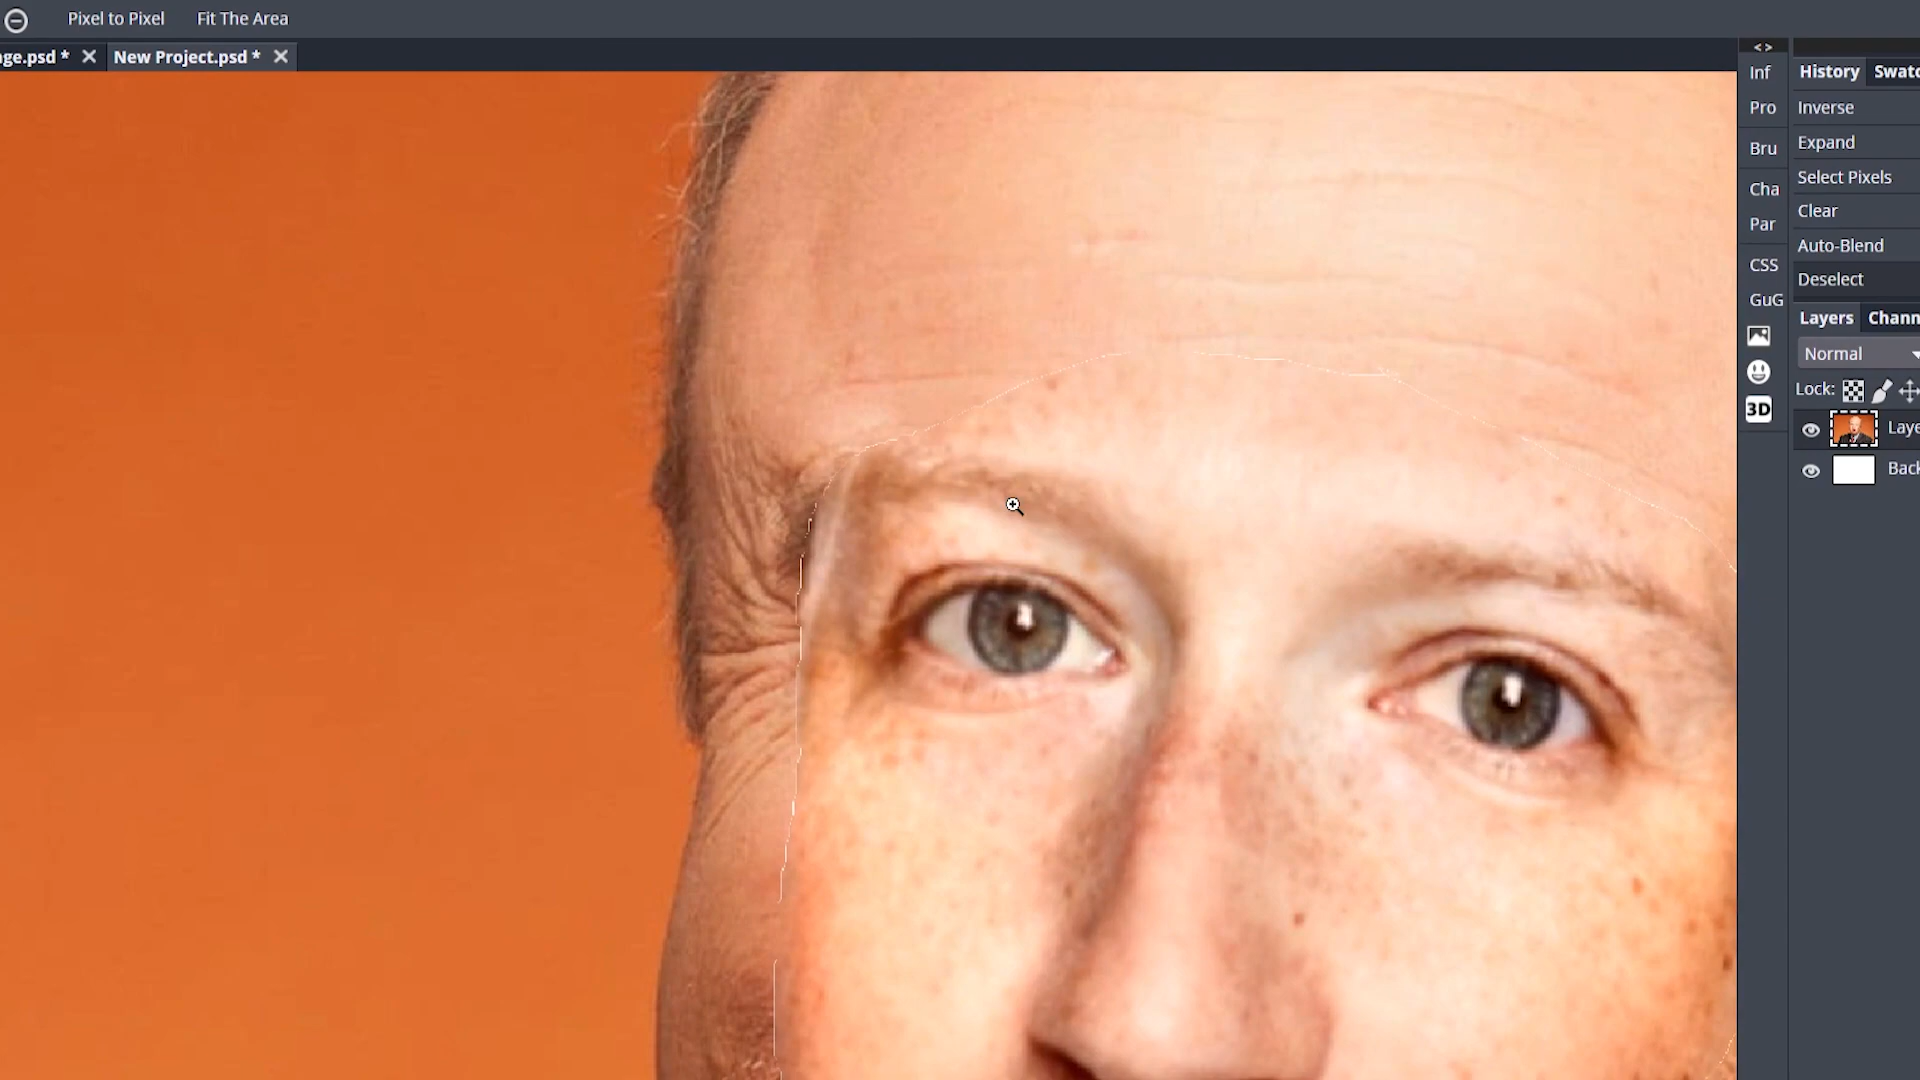 Pixel to Pixel Fit The Area
ge.psd * New Project.psd *
< >
Inf
Pro
Bru
Cha
Par
CSS
GuG
3D
History Swatc
Inverse
Expand
Select Pixels
Clear
Auto-Blend
Deselect
Layers Chann
Normal
Lock:
Laye
Back